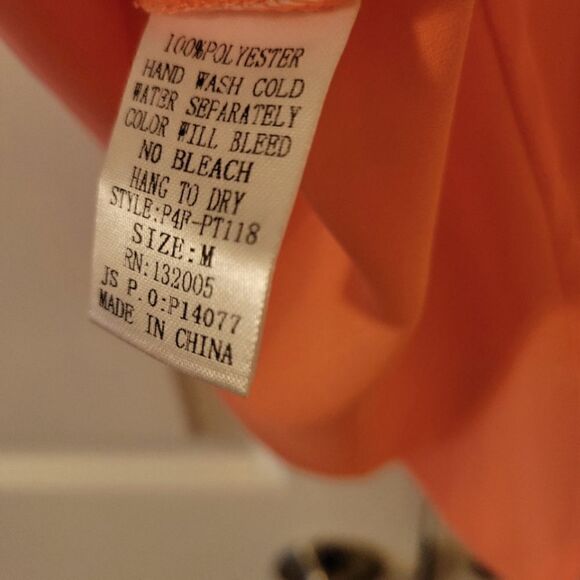 100%POLYESTER
HAND WASH COLD
WATER SEPARATELY
COLOR WILL BLEED
NO BLEACH
HANG TO DRY
STYLE:P4F-PT118
SIZE:M
RN:132005
JS P.O:P14077
MADE IN CHINA